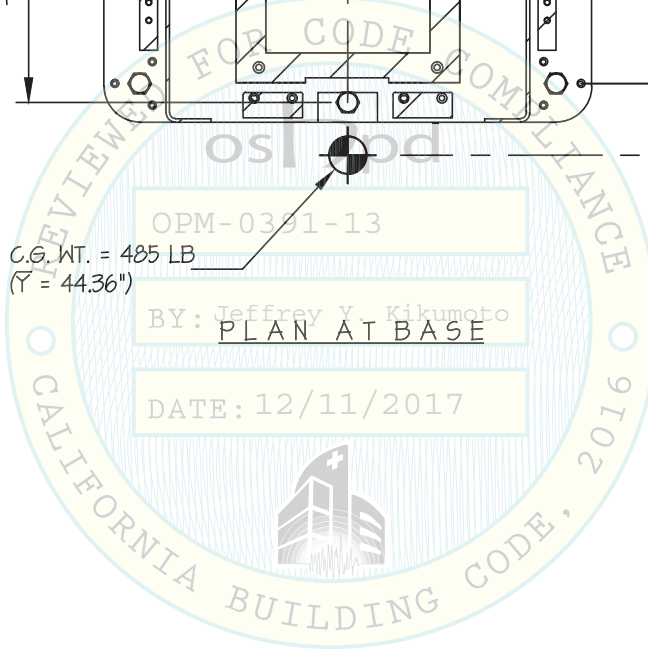 REVIEWED FOR CODE COMPLIANCE
oshpd
OPM-0391-13
C.G. WT. = 485 LB
(Y̅ = 44.36")
BY: Jeffrey Y. Kikumoto
PLAN AT BASE
DATE: 12/11/2017
CALIFORNIA BUILDING CODE, 2016